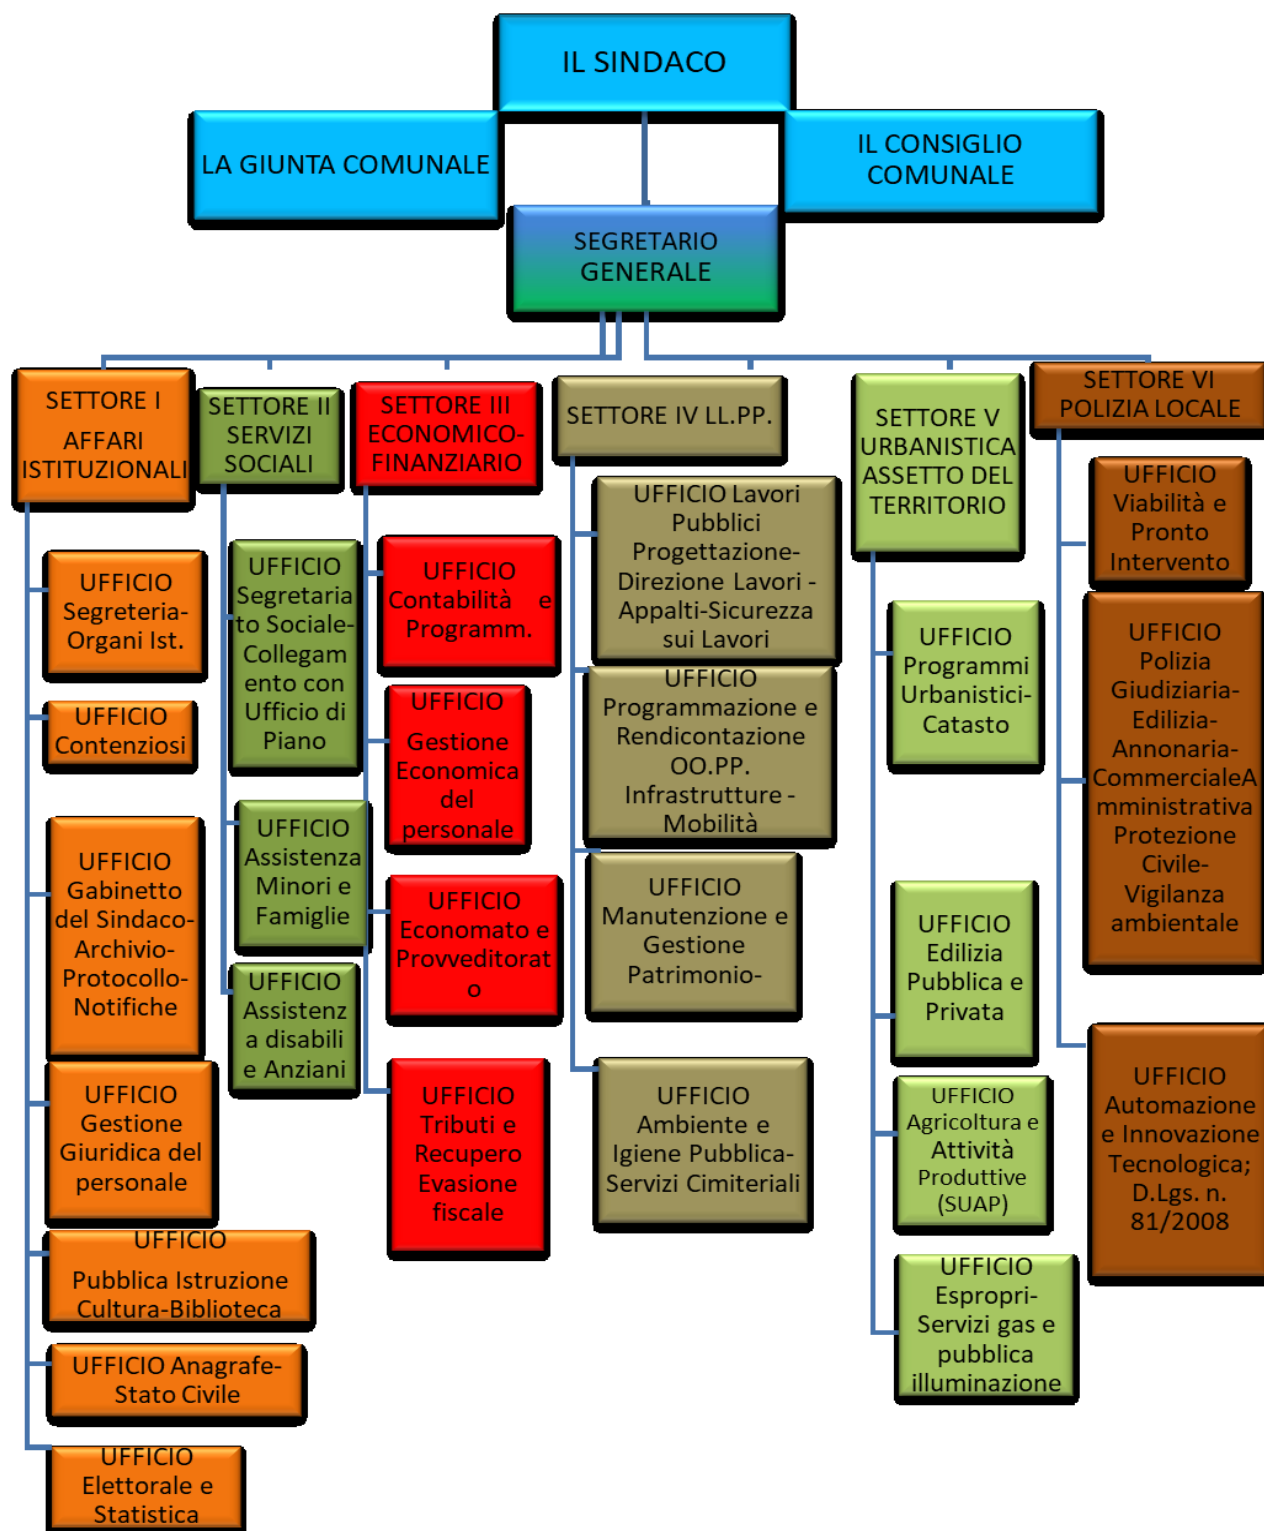 IL SINDACO
LA GIUNTA COMUNALE
IL CONSIGLIO
COMUNALE
SEGRETARIO
GENERALE
SETTORE I
AFFARI
ISTITUZIONALI
UFFICIO
Segreteria-
Organi Ist.
UFFICIO
Contenziosi
UFFICIO
Gabinetto
del Sindaco-
Archivio-
Protocollo-
Notifiche
UFFICIO
Gestione
Giuridica del
personale
UFFICIO
Pubblica Istruzione
Cultura-Biblioteca
UFFICIO Anagrafe-
Stato Civile
UFFICIO
Elettorale e
Statistica
SETTORE II
SERVIZI
SOCIALI
UFFICIO
Segretaria
to Sociale-
Collegam
ento con
Ufficio di
Piano
UFFICIO
Assistenza
Minori e
Famiglie
UFFICIO
Assistenz
a disabili
e Anziani
SETTORE III
ECONOMICO-
FINANZIARIO
UFFICIO
Contabilità e
Programm.
UFFICIO
Gestione
Economica
del
personale
UFFICIO
Economato e
Provveditorat
o
UFFICIO
Tributi e
Recupero
Evasione
fiscale
SETTORE IV LL.PP.
UFFICIO Lavori
Pubblici
Progettazione-
Direzione Lavori -
Appalti-Sicurezza
sui Lavori
UFFICIO
Programmazione e
Rendicontazione
OO.PP.
Infrastrutture -
Mobilità
UFFICIO
Manutenzione e
Gestione
Patrimonio-
UFFICIO
Ambiente e
Igiene Pubblica-
Servizi Cimiteriali
SETTORE V
URBANISTICA
ASSETTO DEL
TERRITORIO
UFFICIO
Programmi
Urbanistici-
Catasto
UFFICIO
Edilizia
Pubblica e
Privata
UFFICIO
Agricoltura e
Attività
Produttive
(SUAP)
UFFICIO
Espropri-
Servizi gas e
pubblica
illuminazione
SETTORE VI
POLIZIA LOCALE
UFFICIO
Viabilità e
Pronto
Intervento
UFFICIO
Polizia
Giudiziaria-
Edilizia-
Annonaria-
CommercialeA
mministrativa
Protezione
Civile-
Vigilanza
ambientale
UFFICIO
Automazione
e Innovazione
Tecnologica;
D.Lgs. n.
81/2008